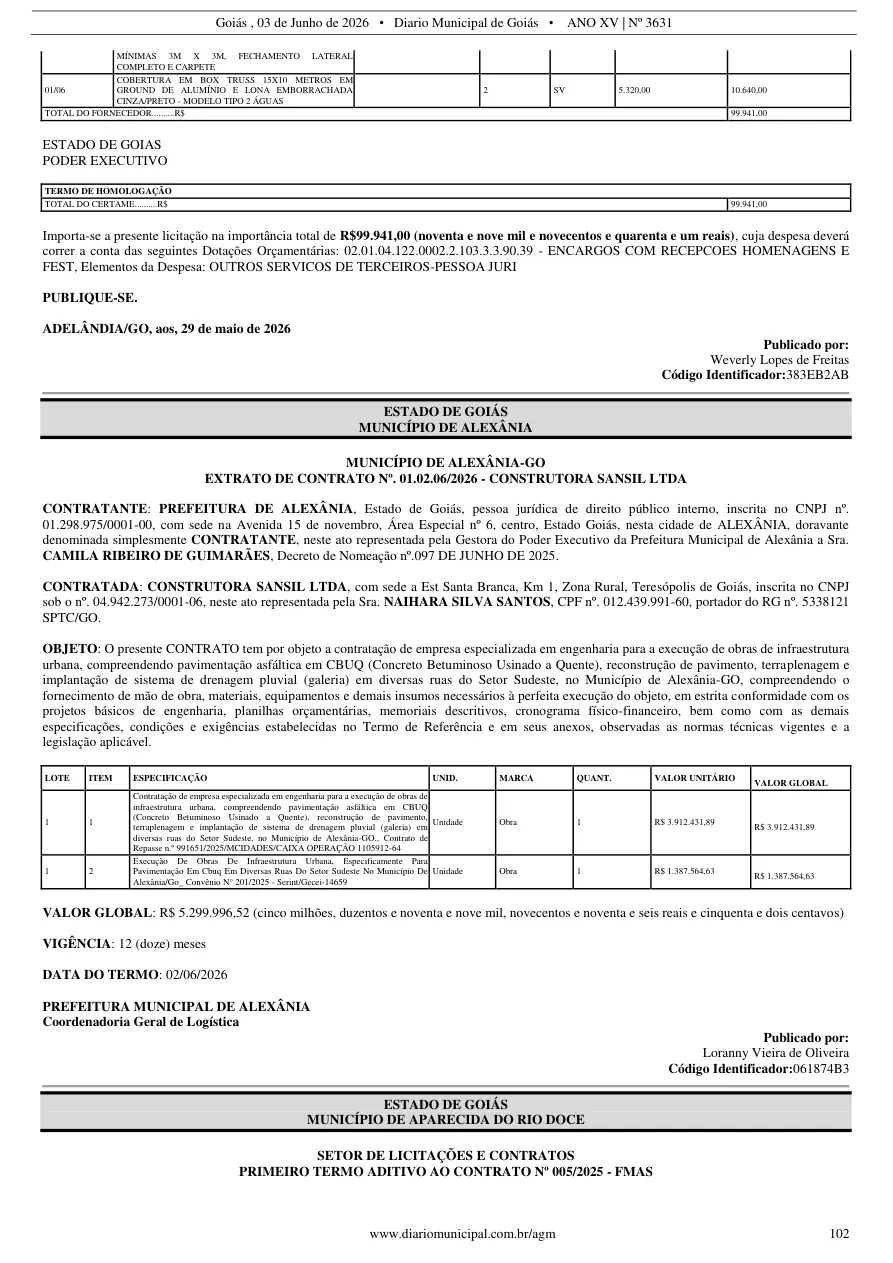 Goiás , 03 de Junho de 2026 • Diario Municipal de Goiás • ANO XV | Nº 3631
MÍNIMAS 3M X 3M, FECHAMENTO LATERAL
COMPLETO E CARPETE
01/06
COBERTURA EM BOX TRUSS 15X10 METROS EM
GROUND DE ALUMÍNIO E LONA EMBORRACHADA
CINZA/PRETO - MODELO TIPO 2 ÁGUAS
2
SV
5.320,00
10.640,00
TOTAL DO FORNECEDOR..........R$
99.941,00
ESTADO DE GOIAS
PODER EXECUTIVO
TERMO DE HOMOLOGAÇÃO
TOTAL DO CERTAME..........R$
99.941,00
Importa-se a presente licitação na importância total de R$99.941,00 (noventa e nove mil e novecentos e quarenta e um reais), cuja despesa deverá
correr a conta das seguintes Dotações Orçamentárias: 02.01.04.122.0002.2.103.3.3.90.39 - ENCARGOS COM RECEPCOES HOMENAGENS E
FEST, Elementos da Despesa: OUTROS SERVICOS DE TERCEIROS-PESSOA JURI
PUBLIQUE-SE.
ADELÂNDIA/GO, aos, 29 de maio de 2026
Publicado por:
Weverly Lopes de Freitas
Código Identificador:383EB2AB
ESTADO DE GOIÁS
MUNICÍPIO DE ALEXÂNIA
MUNICÍPIO DE ALEXÂNIA-GO
EXTRATO DE CONTRATO Nº. 01.02.06/2026 - CONSTRUTORA SANSIL LTDA
CONTRATANTE: PREFEITURA DE ALEXÂNIA, Estado de Goiás, pessoa jurídica de direito público interno, inscrita no CNPJ nº.
01.298.975/0001-00, com sede na Avenida 15 de novembro, Área Especial nº 6, centro, Estado Goiás, nesta cidade de ALEXÂNIA, doravante
denominada simplesmente CONTRATANTE, neste ato representada pela Gestora do Poder Executivo da Prefeitura Municipal de Alexânia a Sra.
CAMILA RIBEIRO DE GUIMARÃES, Decreto de Nomeação nº.097 DE JUNHO DE 2025.
CONTRATADA: CONSTRUTORA SANSIL LTDA, com sede a Est Santa Branca, Km 1, Zona Rural, Teresópolis de Goiás, inscrita no CNPJ
sob o nº. 04.942.273/0001-06, neste ato representada pela Sra. NAIHARA SILVA SANTOS, CPF nº. 012.439.991-60, portador do RG nº. 5338121
SPTC/GO.
OBJETO: O presente CONTRATO tem por objeto a contratação de empresa especializada em engenharia para a execução de obras de infraestrutura
urbana, compreendendo pavimentação asfáltica em CBUQ (Concreto Betuminoso Usinado a Quente), reconstrução de pavimento, terraplenagem e
implantação de sistema de drenagem pluvial (galeria) em diversas ruas do Setor Sudeste, no Município de Alexânia-GO, compreendendo o
fornecimento de mão de obra, materiais, equipamentos e demais insumos necessários à perfeita execução do objeto, em estrita conformidade com os
projetos básicos de engenharia, planilhas orçamentárias, memoriais descritivos, cronograma físico-financeiro, bem como com as demais
especificações, condições e exigências estabelecidas no Termo de Referência e em seus anexos, observadas as normas técnicas vigentes e a
legislação aplicável.
LOTE ITEM ESPECIFICAÇÃO UNID. MARCA QUANT. VALOR UNITÁRIO VALOR GLOBAL
Contratação de empresa especializada em engenharia para a execução de obras de
infraestrutura urbana, compreendendo pavimentação asfáltica em CBUQ
(Concreto Betuminoso Usinado a Quente), reconstrução de pavimento,
1 1 terraplenagem e implantação de sistema de drenagem pluvial (galeria) em Unidade Obra 1 R$ 3.912.431,89 R$ 3.912.431,89
diversas ruas do Setor Sudeste, no Município de Alexânia-GO., Contrato de
Repasse n.º 991651/2025/MCIDADES/CAIXA OPERAÇÃO 1105912-64
Execução De Obras De Infraestrutura Urbana, Especificamente Para
1 2 Pavimentação Em Cbuq Em Diversas Ruas Do Setor Sudeste No Município De Unidade Obra 1 R$ 1.387.564,63 R$ 1.387.564,63
Alexânia/Go_ Convênio N° 201/2025 - Serint/Gecei-14659
VALOR GLOBAL: R$ 5.299.996,52 (cinco milhões, duzentos e noventa e nove mil, novecentos e noventa e seis reais e cinquenta e dois centavos)
VIGÊNCIA: 12 (doze) meses
DATA DO TERMO: 02/06/2026
PREFEITURA MUNICIPAL DE ALEXÂNIA
Coordenadoria Geral de Logística
Publicado por:
Loranny Vieira de Oliveira
Código Identificador:061874B3
ESTADO DE GOIÁS
MUNICÍPIO DE APARECIDA DO RIO DOCE
SETOR DE LICITAÇÕES E CONTRATOS
PRIMEIRO TERMO ADITIVO AO CONTRATO Nº 005/2025 - FMAS
www.diariomunicipal.com.br/agm 102